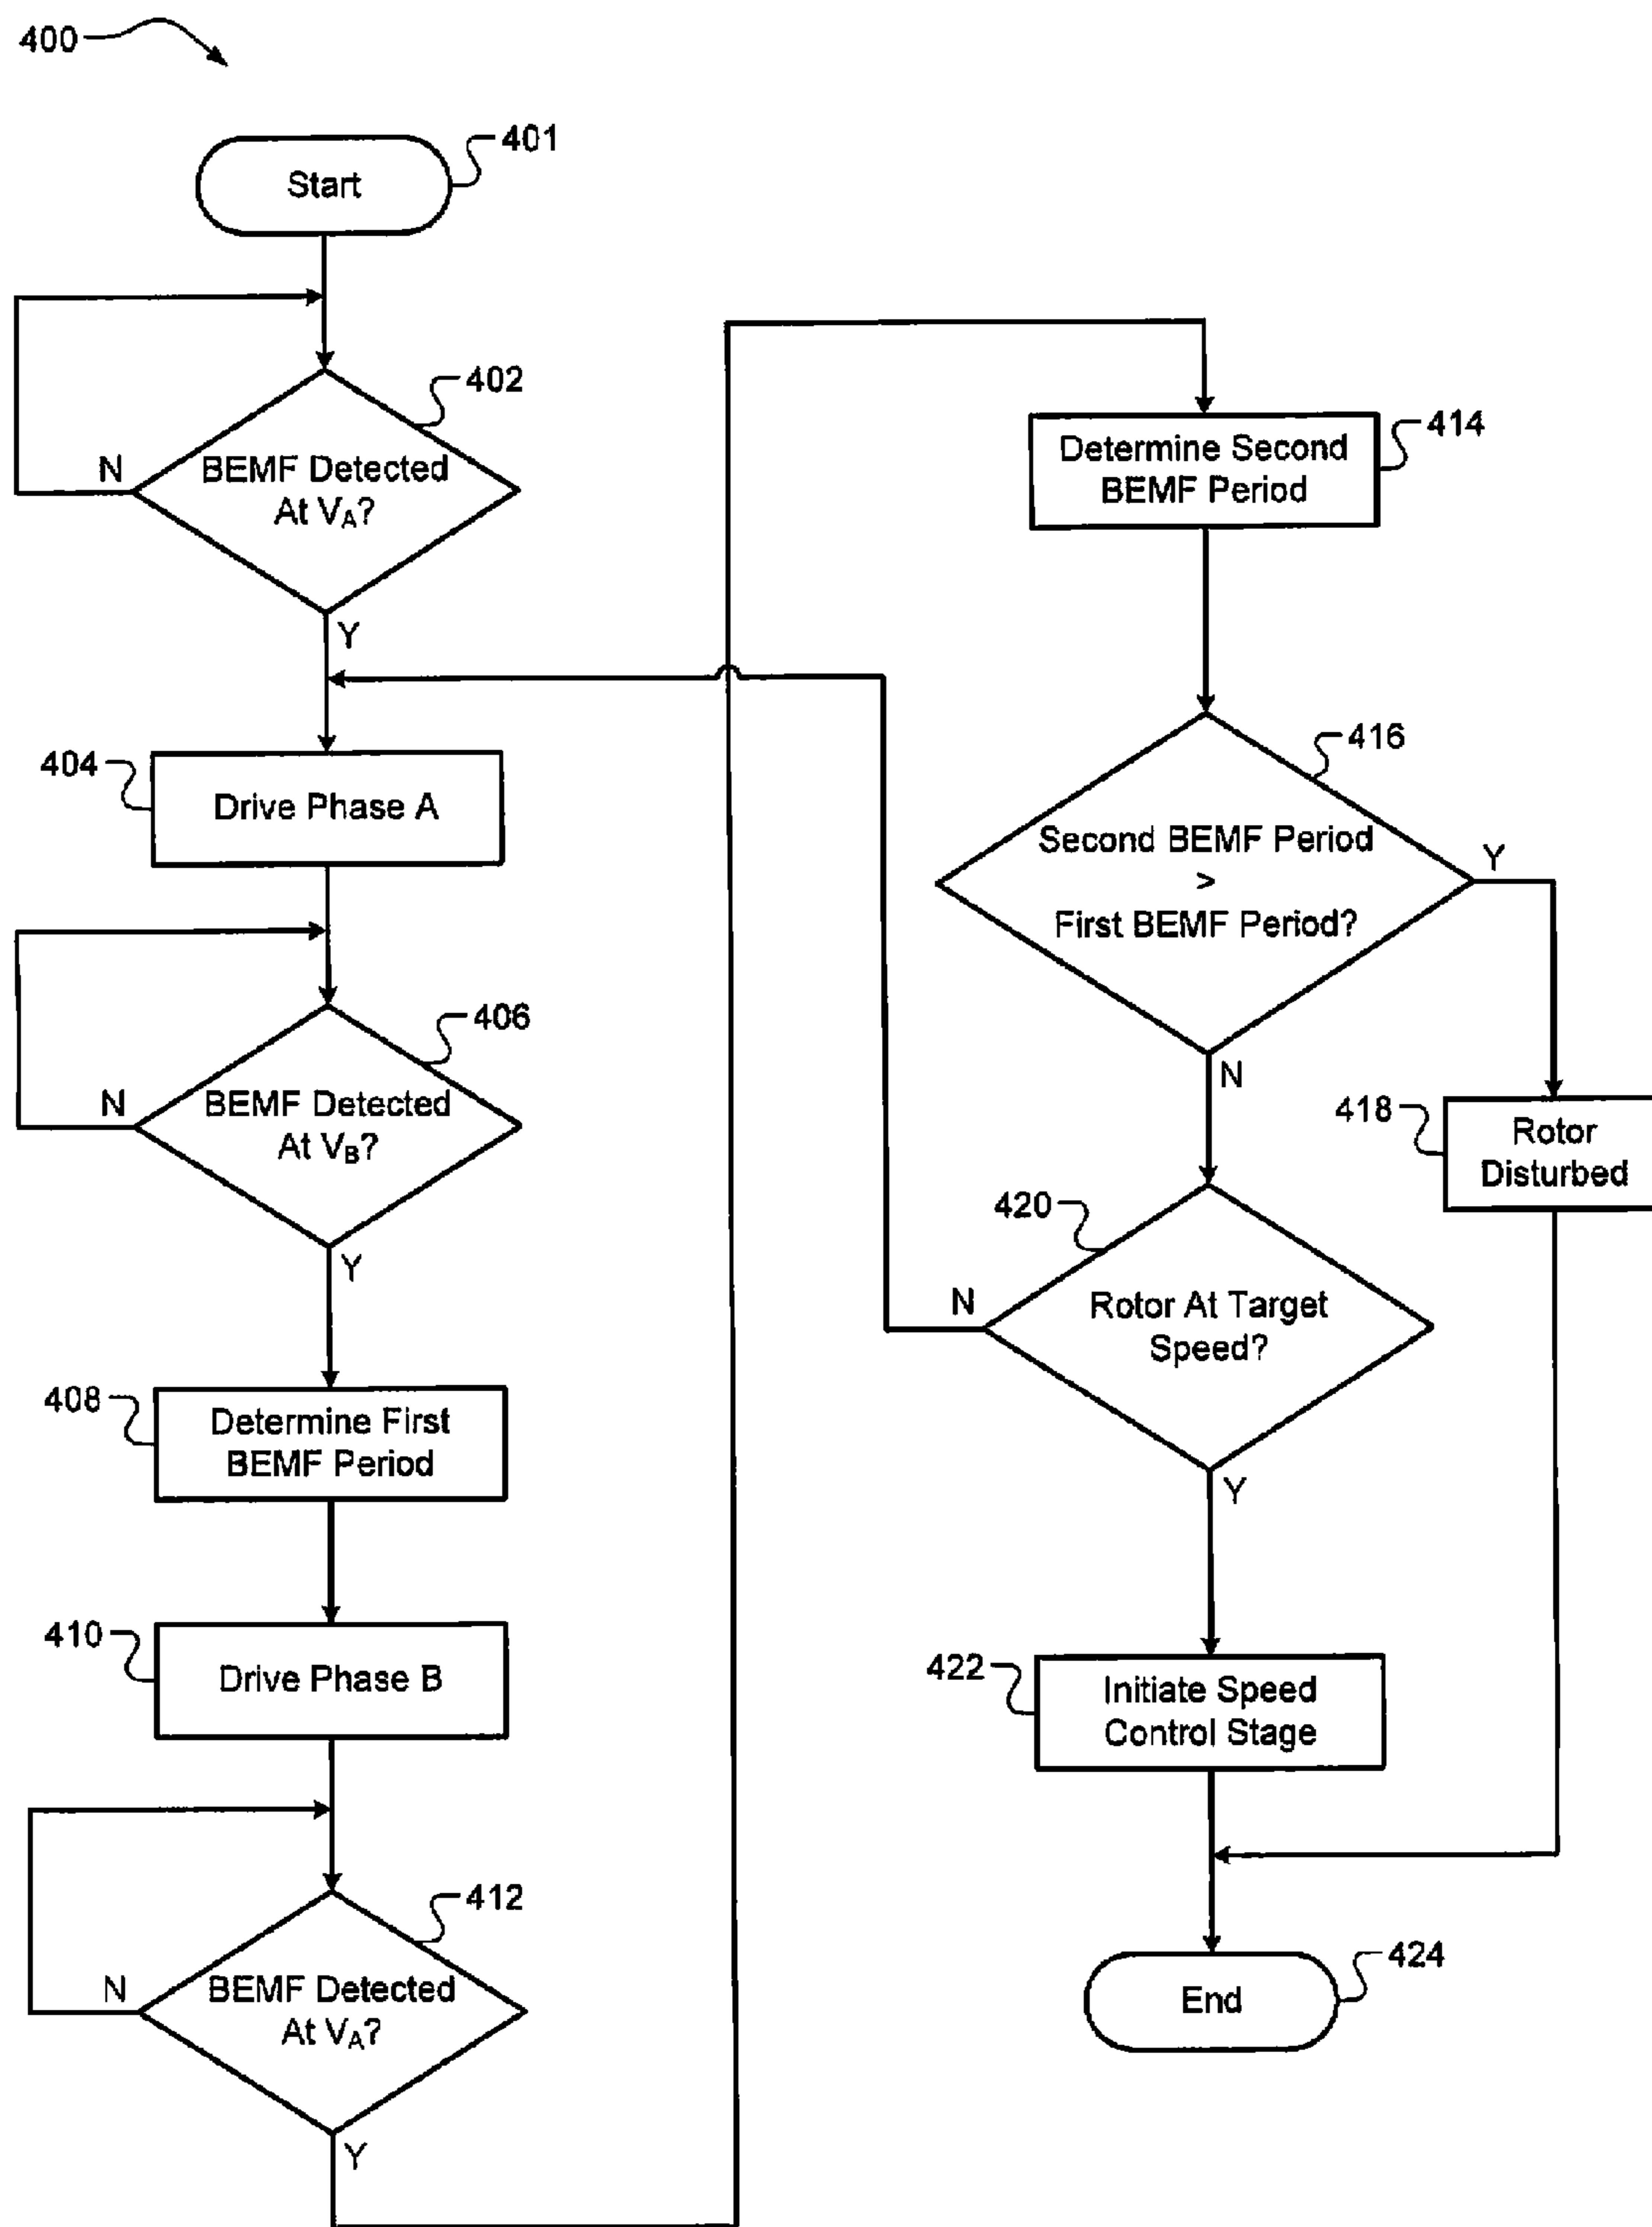 400
Start
401
402
BEMF Detected
At VA?
N
Y
404
Drive Phase A
406
BEMF Detected
At VB?
N
Y
408
Determine First
BEMF Period
410
Drive Phase B
412
BEMF Detected
At VA?
N
Y
Determine Second
BEMF Period
414
416
Second BEMF Period
>
First BEMF Period?
Y
N
418
Rotor
Disturbed
420
Rotor At Target
Speed?
N
Y
422
Initiate Speed
Control Stage
End
424